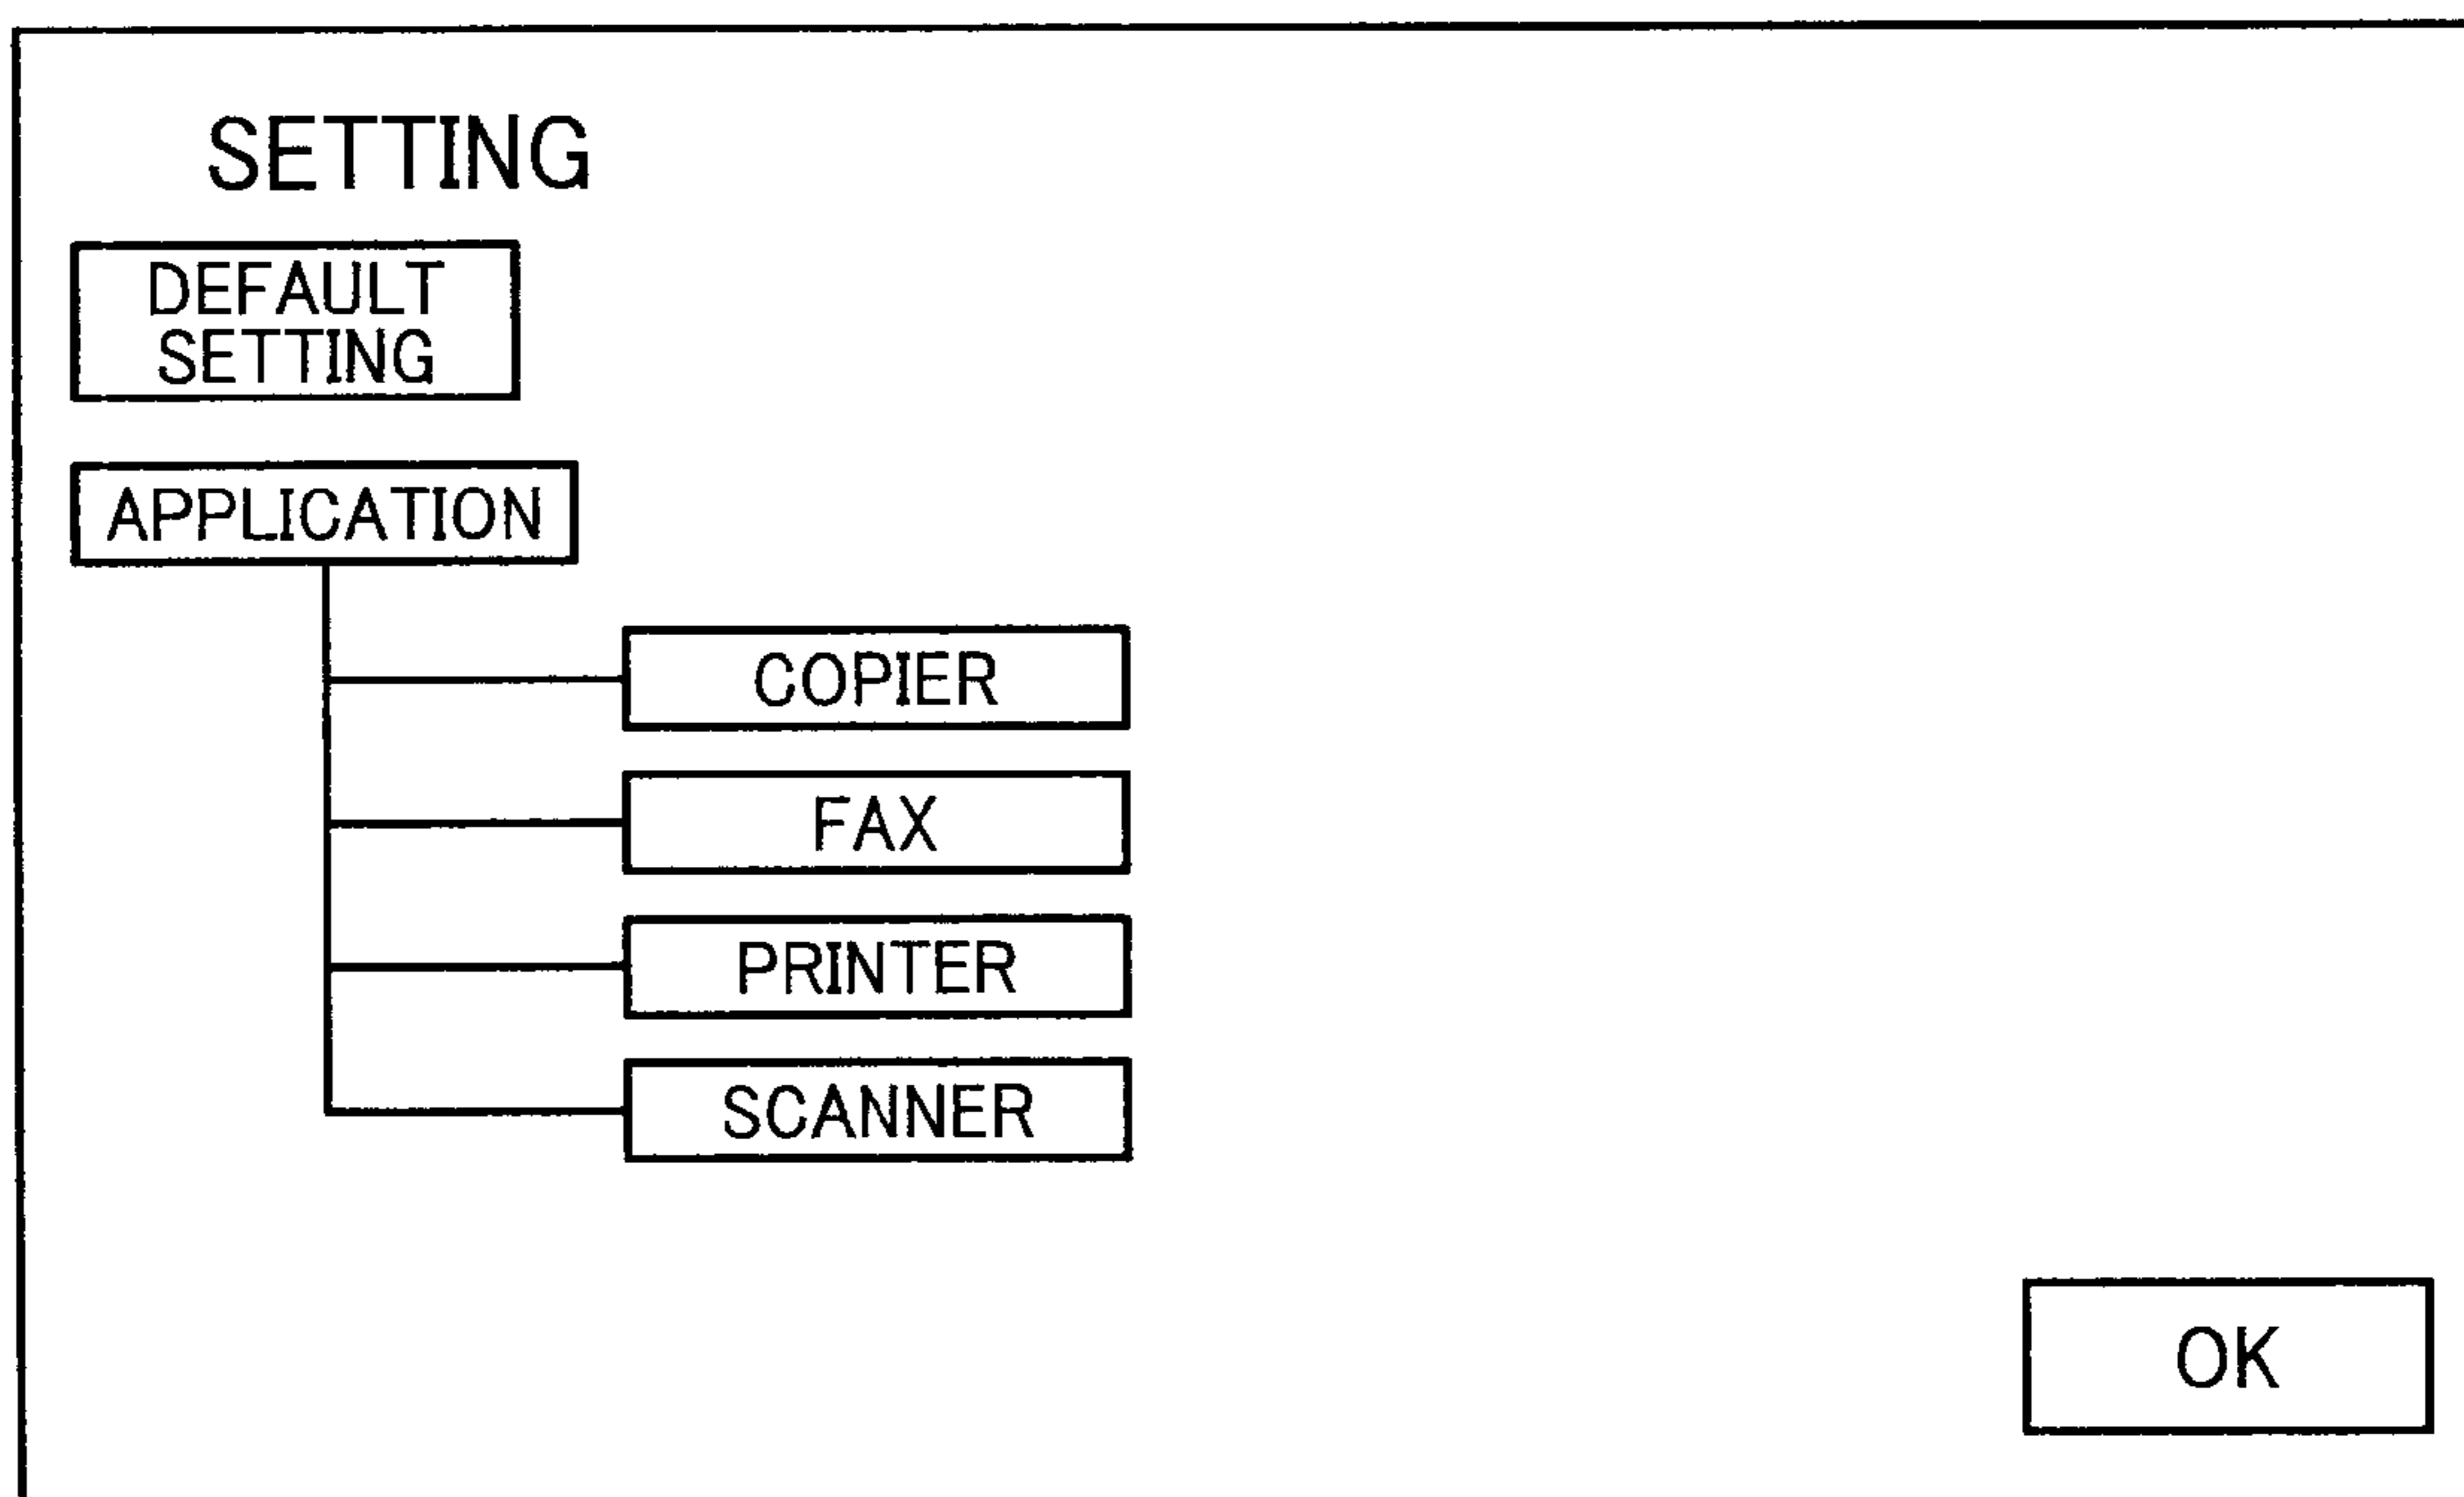 SETTING
DEFAULT
SETTING
APPLICATION
COPIER
FAX
PRINTER
SCANNER
OK